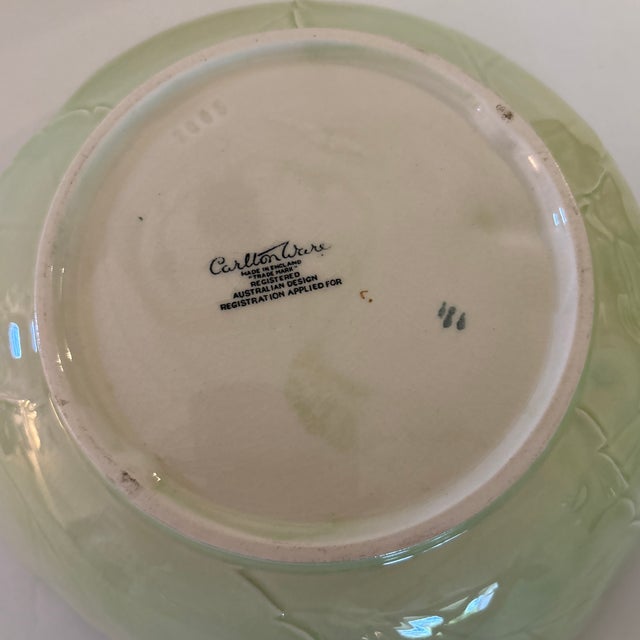 Carlton Ware
MADE IN ENGLAND
"TRADE MARK"
REGISTERED
AUSTRALIAN DESIGN
REGISTRATION APPLIED FOR